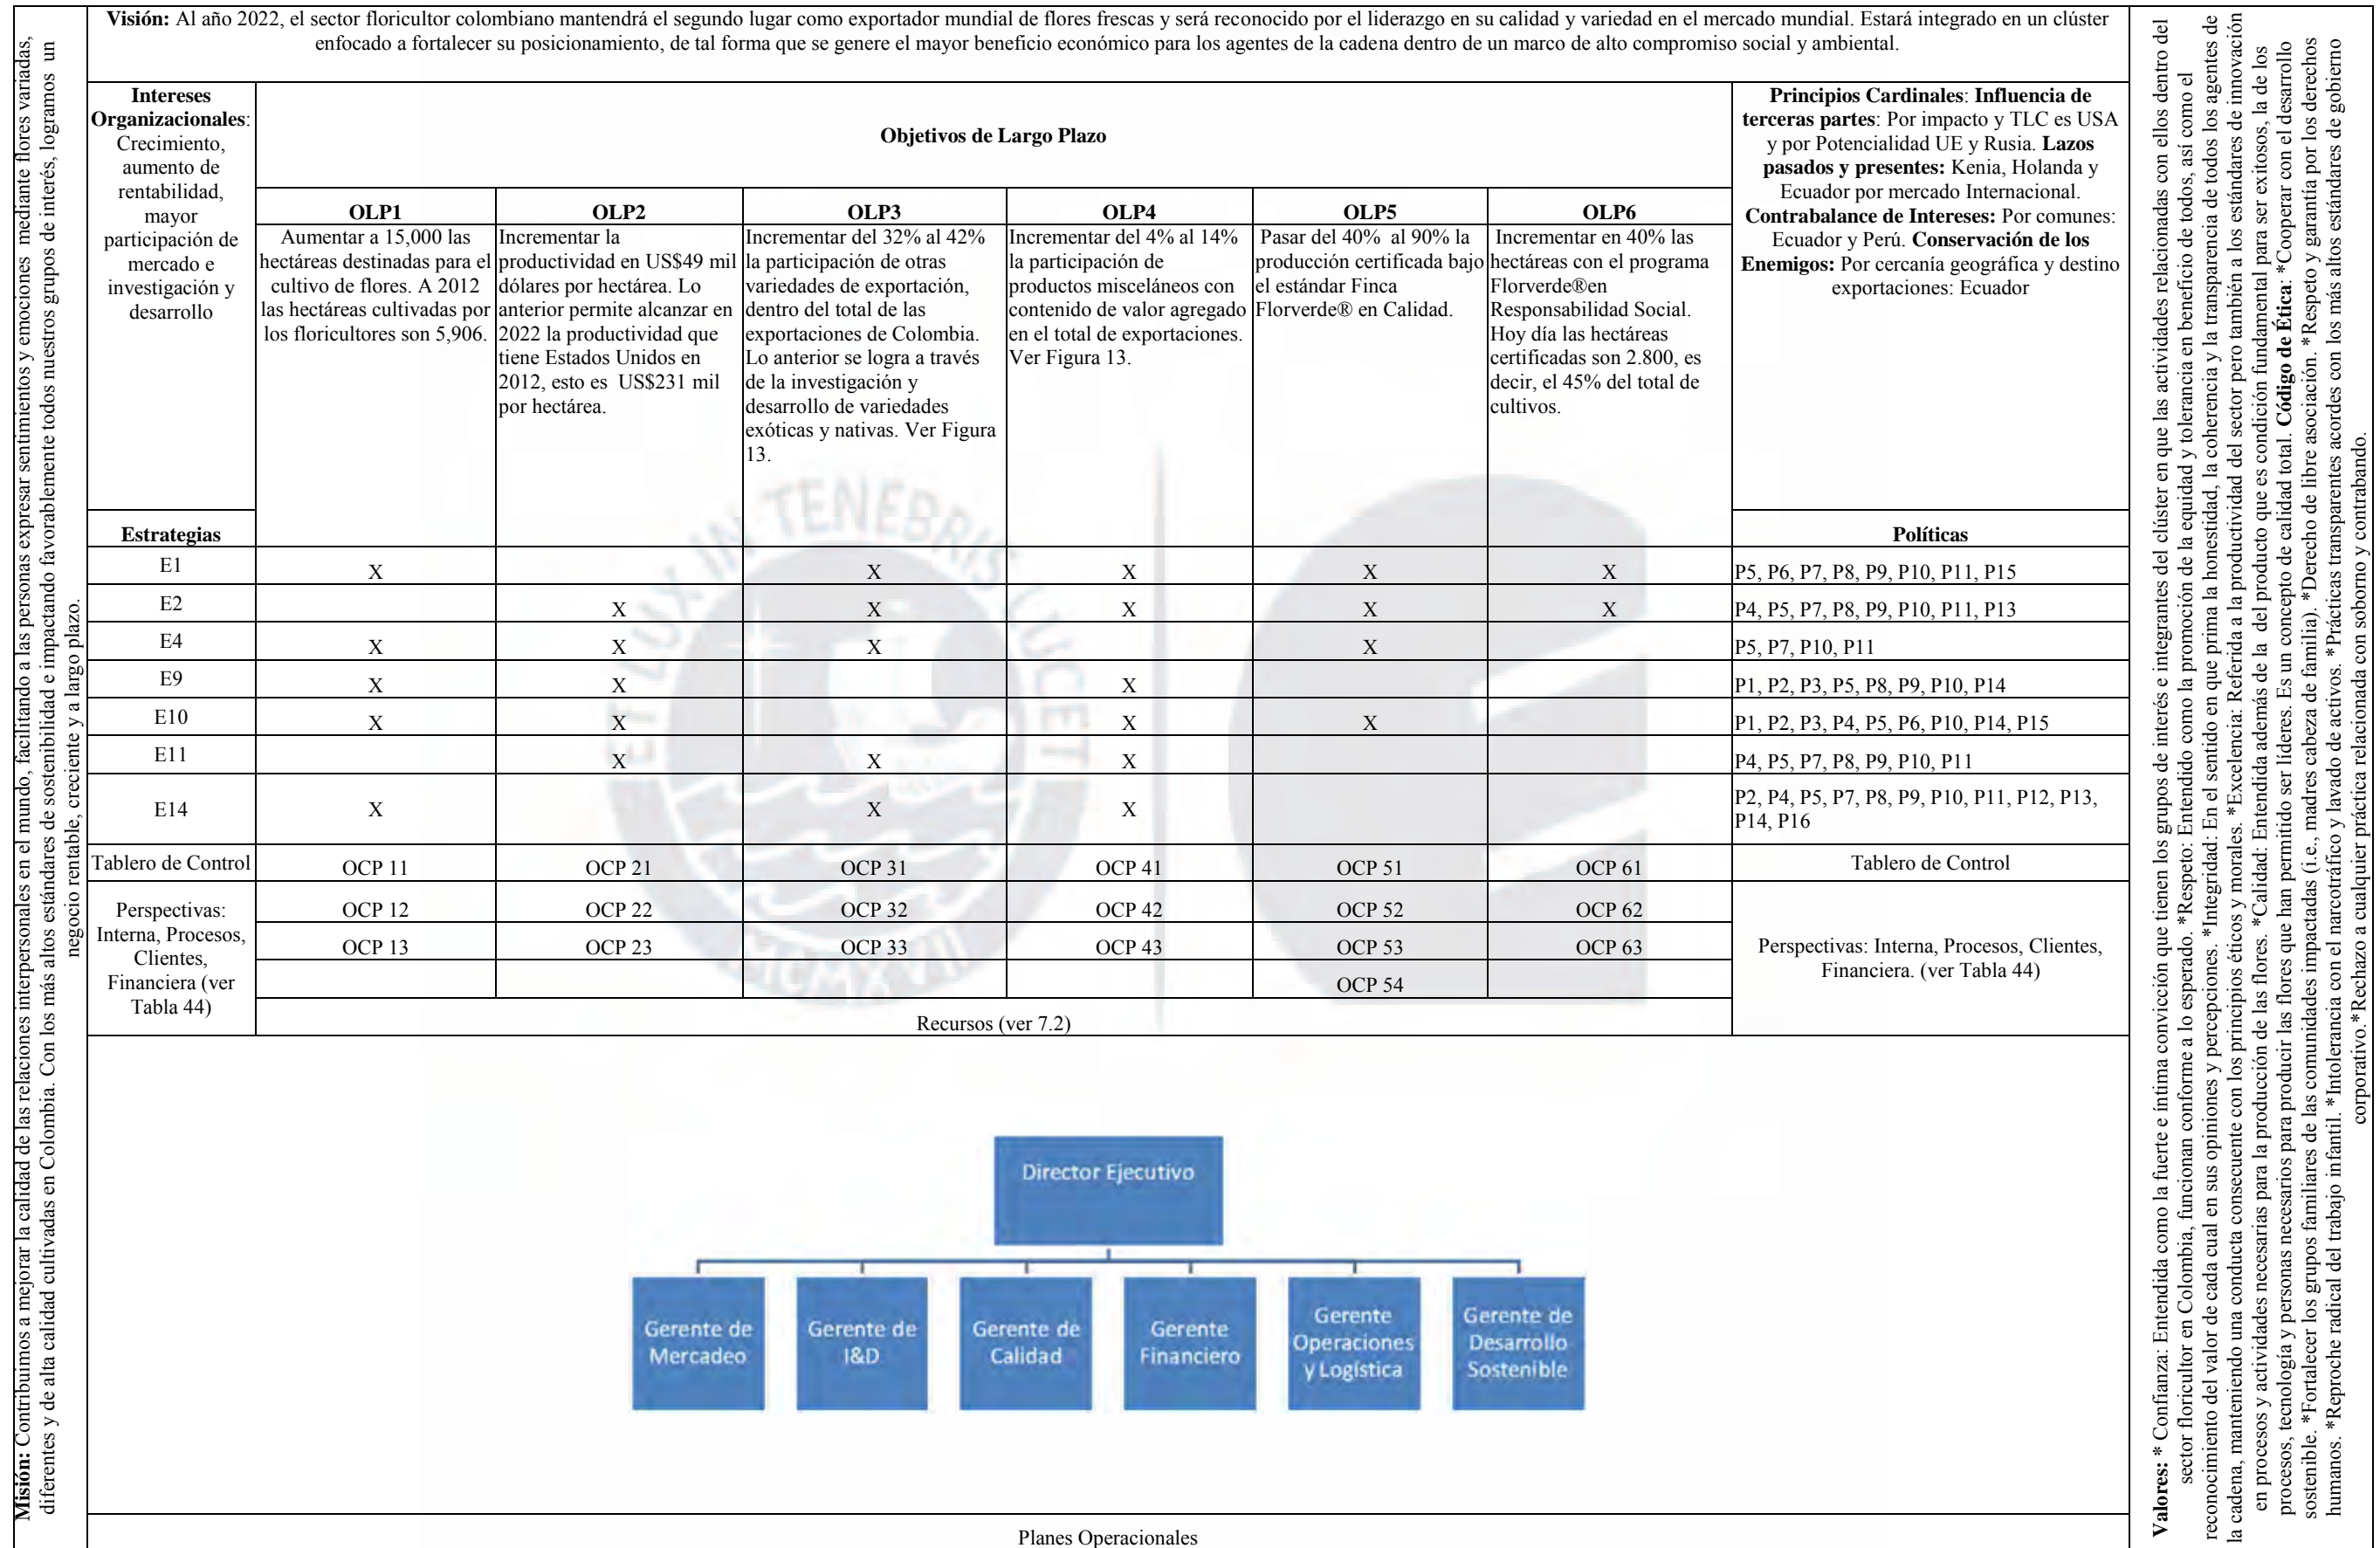 Misión: Contribuimos a mejorar la calidad de las relaciones interpersonales en el mundo, facilitando a las personas expresar sentimientos y emociones mediante flores variadas,
diferentes y de alta calidad cultivadas en Colombia. Con los más altos estándares de sostenibilidad e impactando favorablemente todos nuestros grupos de interés, logramos un
negocio rentable, creciente y a largo plazo.
Visión: Al año 2022, el sector floricultor colombiano mantendrá el segundo lugar como exportador mundial de flores frescas y será reconocido por el liderazgo en su calidad y variedad en el mercado mundial. Estará integrado en un clúster
enfocado a fortalecer su posicionamiento, de tal forma que se genere el mayor beneficio económico para los agentes de la cadena dentro de un marco de alto compromiso social y ambiental.
Intereses
Organizacionales:
Crecimiento,
aumento de
rentabilidad,
mayor
participación de
mercado e
investigación y
desarrollo
Objetivos de Largo Plazo
Principios Cardinales: Influencia de
terceras partes: Por impacto y TLC es USA
y por Potencialidad UE y Rusia. Lazos
pasados y presentes: Kenia, Holanda y
Ecuador por mercado Internacional.
Contrabalance de Intereses: Por comunes:
Ecuador y Perú. Conservación de los
Enemigos: Por cercanía geográfica y destino
exportaciones: Ecuador
OLP1
Aumentar a 15,000 las
hectáreas destinadas para el
cultivo de flores. A 2012
las hectáreas cultivadas por
los floricultores son 5,906.
OLP2
Incrementar la
productividad en US$49 mil
dólares por hectárea. Lo
anterior permite alcanzar en
2022 la productividad que
tiene Estados Unidos en
2012, esto es US$231 mil
por hectárea.
OLP3
Incrementar del 32% al 42%
la participación de otras
variedades de exportación,
dentro del total de las
exportaciones de Colombia.
Lo anterior se logra a través
de la investigación y
desarrollo de variedades
exóticas y nativas. Ver Figura
13.
OLP4
Incrementar del 4% al 14%
la participación de
productos misceláneos con
contenido de valor agregado
en el total de exportaciones.
Ver Figura 13.
OLP5
Pasar del 40% al 90% la
producción certificada bajo
el estándar Finca
Florverde® en Calidad.
OLP6
Incrementar en 40% las
hectáreas con el programa
Florverde®en
Responsabilidad Social.
Hoy día las hectáreas
certificadas son 2.800, es
decir, el 45% del total de
cultivos.
Estrategias
Políticas
E1 X X X X X P5, P6, P7, P8, P9, P10, P11, P15
E2 X X X X X P4, P5, P7, P8, P9, P10, P11, P13
E4 X X X X P5, P7, P10, P11
E9 X X X P1, P2, P3, P5, P8, P9, P10, P14
E10 X X X X P1, P2, P3, P4, P5, P6, P10, P14, P15
E11 X X X P4, P5, P7, P8, P9, P10, P11
E14 X X X P2, P4, P5, P7, P8, P9, P10, P11, P12, P13,
P14, P16
Tablero de Control OCP 11 OCP 21 OCP 31 OCP 41 OCP 51 OCP 61 Tablero de Control
Perspectivas:
Interna, Procesos,
Clientes,
Financiera (ver
Tabla 44)
OCP 12 OCP 22 OCP 32 OCP 42 OCP 52 OCP 62
OCP 13 OCP 23 OCP 33 OCP 43 OCP 53 OCP 63
OCP 54
Perspectivas: Interna, Procesos, Clientes,
Financiera. (ver Tabla 44)
Recursos (ver 7.2)
ET LUX IN TENEBRIS LUCET
MCMXVII
Director Ejecutivo
Gerente de
Mercadeo
Gerente de
I&D
Gerente de
Calidad
Gerente
Financiero
Gerente
Operaciones
y Logística
Gerente de
Desarrollo
Sostenible
Planes Operacionales
Valores: * Confianza: Entendida como la fuerte e íntima convicción que tienen los grupos de interés e integrantes del clúster en que las actividades relacionadas con ellos dentro del
sector floricultor en Colombia, funcionan conforme a lo esperado. *Respeto: Entendido como la promoción de la equidad y tolerancia en beneficio de todos, así como el
reconocimiento del valor de cada cual en sus opiniones y percepciones. *Integridad: En el sentido en que prima la honestidad, la coherencia y la transparencia de todos los agentes de
la cadena, manteniendo una conducta consecuente con los principios éticos y morales. *Excelencia: Referida a la productividad del sector pero también a los estándares de innovación
en procesos y actividades necesarias para la producción de las flores. *Calidad: Entendida además de la del producto que es condición fundamental para ser exitosos, la de los
procesos, tecnología y personas necesarios para producir las flores que han permitido ser líderes. Es un concepto de calidad total. Código de Ética: *Cooperar con el desarrollo
sostenible. *Fortalecer los grupos familiares de las comunidades impactadas (i.e., madres cabeza de familia). *Derecho de libre asociación. *Respeto y garantía por los derechos
humanos. *Reproche radical del trabajo infantil. *Intolerancia con el narcotráfico y lavado de activos. *Prácticas transparentes acordes con los más altos estándares de gobierno
corporativo.*Rechazo a cualquier práctica relacionada con soborno y contrabando.